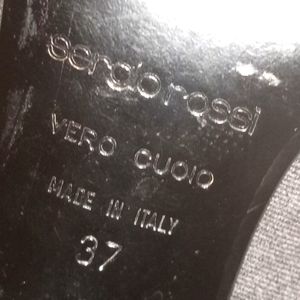 sergio rossi
VERO CUOIO
MADE IN ITALY
37